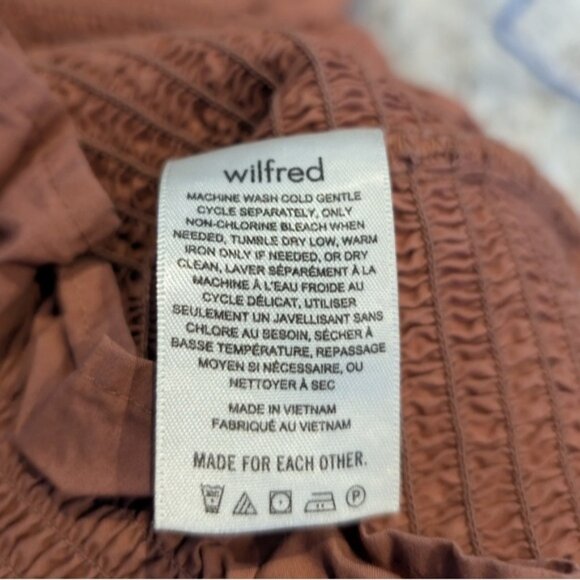 wilfred
MACHINE WASH COLD GENTLE
CYCLE SEPARATELY, ONLY
NON-CHLORINE BLEACH WHEN
NEEDED, TUMBLE DRY LOW, WARM
IRON ONLY IF NEEDED, OR DRY
CLEAN, LAVER SÉPARÉMENT À LA
MACHINE À L'EAU FROIDE AU
CYCLE DÉLICAT, UTILISER
SEULEMENT UN JAVELLISANT SANS
CHLORE AU BESOIN, SÉCHER À
BASSE TEMPÉRATURE, REPASSAGE
MOYEN SI NÉCESSAIRE, OU
NETTOYER À SEC
MADE IN VIETNAM
FABRIQUÉ AU VIETNAM
MADE FOR EACH OTHER.
P